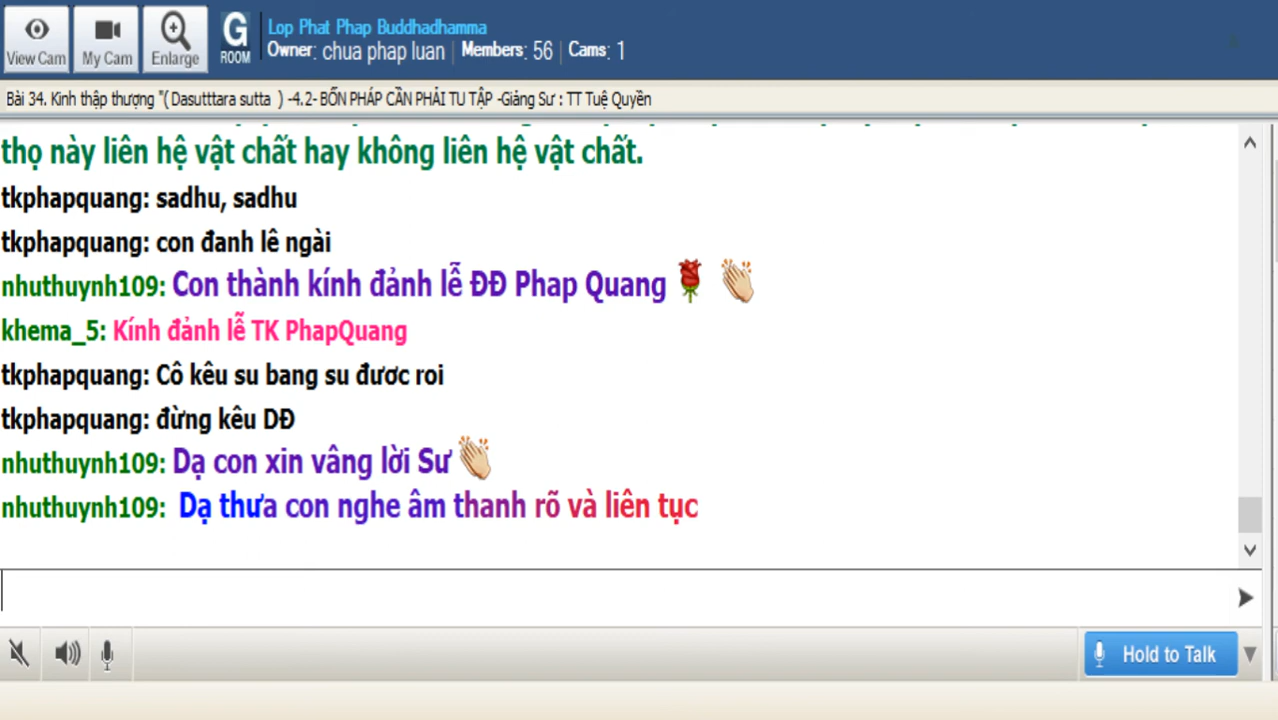 View Cam
My Cam
Enlarge
G
ROOM
Lop Phat Phap Buddhadhamma
Owner: chua phap luan | Members: 56 | Cams: 1
Bài 34. Kinh thập thượng "( Dasutttara sutta ) -4.2- BỐN PHÁP CẦN PHẢI TU TẬP -Giảng Sư : TT Tuệ Quyền
thọ này liên hệ vật chất hay không liên hệ vật chất.
tkphapquang: sadhu, sadhu
tkphapquang: con đanh lê ngài
nhuthuynh109: Con thành kính đảnh lễ ĐĐ Phap Quang
khema_5: Kính đảnh lễ TK PhapQuang
tkphapquang: Cô kêu su bang su đươc roi
tkphapquang: đừng kêu DĐ
nhuthuynh109: Dạ con xin vâng lời Sư
nhuthuynh109: Dạ thưa con nghe âm thanh rõ và liên tục
Hold to Talk